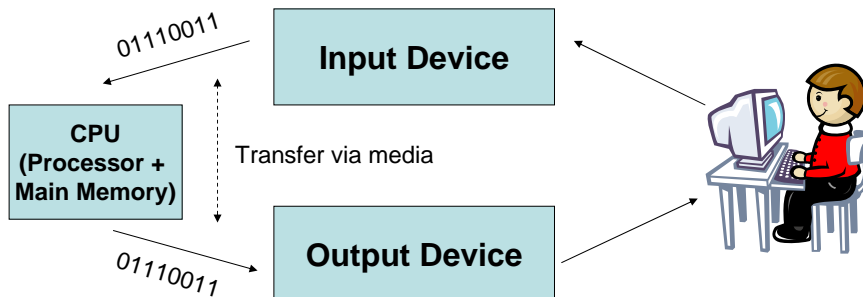 01110011
Input Device
CPU
(Processor +
Main Memory)
Transfer via media
Output Device
01110011